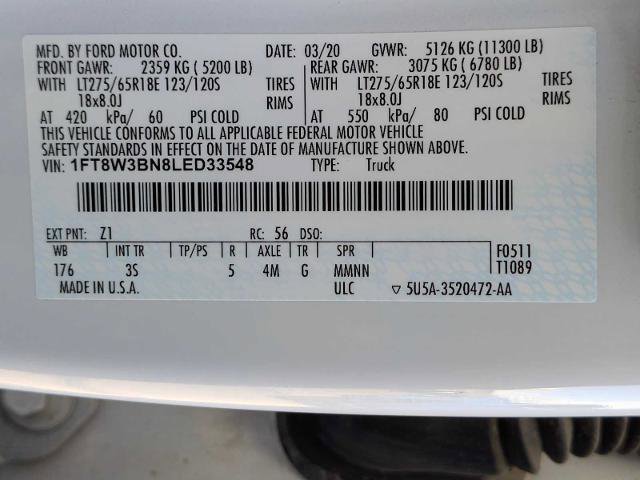 MFD. BY FORD MOTOR CO. DATE: 03/20 GVWR: 5126 KG (11300 LB)
FRONT GAWR: 2359 KG (5200 LB) REAR GAWR: 3075 KG (6780 LB)
WITH LT275/65R18E 123/120S TIRES WITH LT275/65R18E 123/120S TIRES
18x8.0J RIMS 18x8.0J RIMS
AT 420 kPa/ 60 PSI COLD AT 550 kPa/ 80 PSI COLD
THIS VEHICLE CONFORMS TO ALL APPLICABLE FEDERAL MOTOR VEHICLE
SAFETY STANDARDS IN EFFECT ON THE DATE OF MANUFACTURE SHOWN ABOVE.
VIN: 1FT8W3BN8LED33548 TYPE: Truck
EXT PNT: Z1 RC: 56 DSO:
WB INT TR TP/PS R AXLE TR SPR F0511
176 3S 5 4M G MMNN T1089
MADE IN U.S.A. ULC ▽ 5U5A-3520472-AA